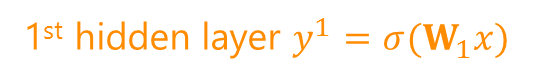 1st hidden layer y¹ = σ(W₁x)